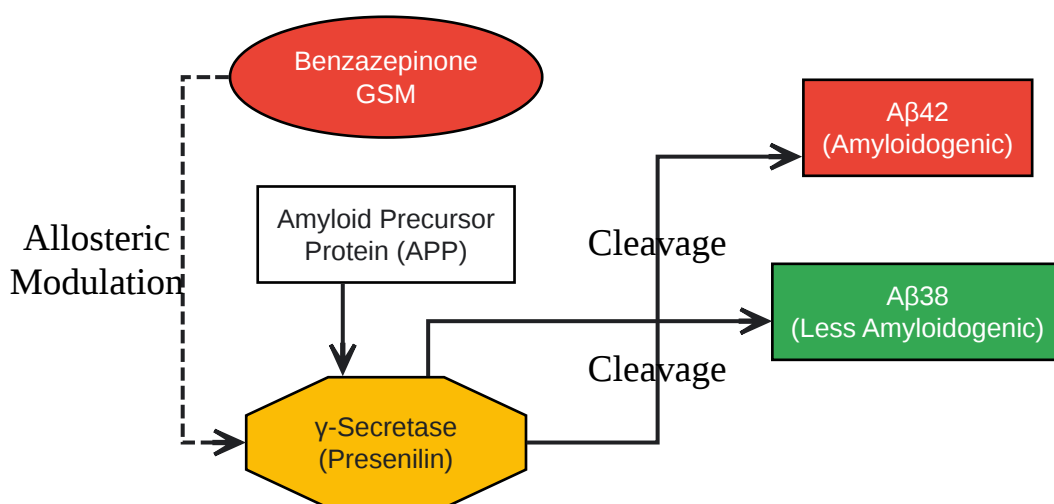 Benzazepinone
GSM
Aβ42
(Amyloidogenic)
Amyloid Precursor
Protein (APP)
Allosteric
Modulation
Cleavage
Aβ38
(Less Amyloidogenic)
Cleavage
γ-Secretase
(Presenilin)